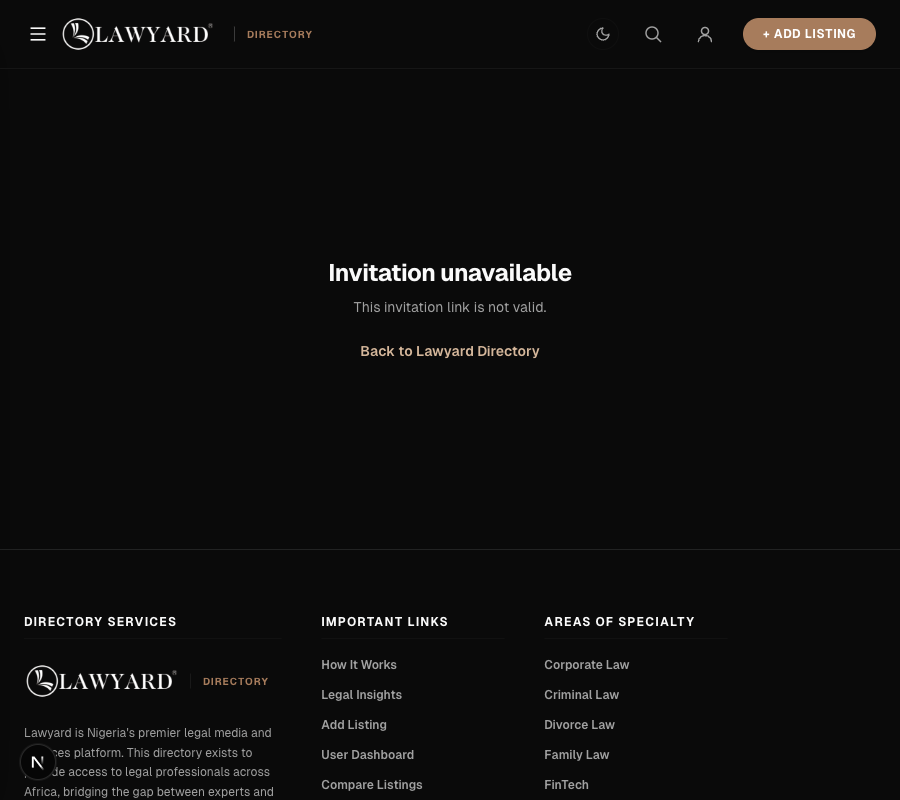 LAWYARD®
DIRECTORY
+ ADD LISTING
Invitation unavailable
This invitation link is not valid.
Back to Lawyard Directory
DIRECTORY SERVICES
LAWYARD®
DIRECTORY
Lawyard is Nigeria's premier legal media and
platform. This directory exists to
access to legal professionals across
Africa, bridging the gap between experts and
N
IMPORTANT LINKS
How It Works
Legal Insights
Add Listing
User Dashboard
Compare Listings
AREAS OF SPECIALTY
Corporate Law
Criminal Law
Divorce Law
Family Law
FinTech